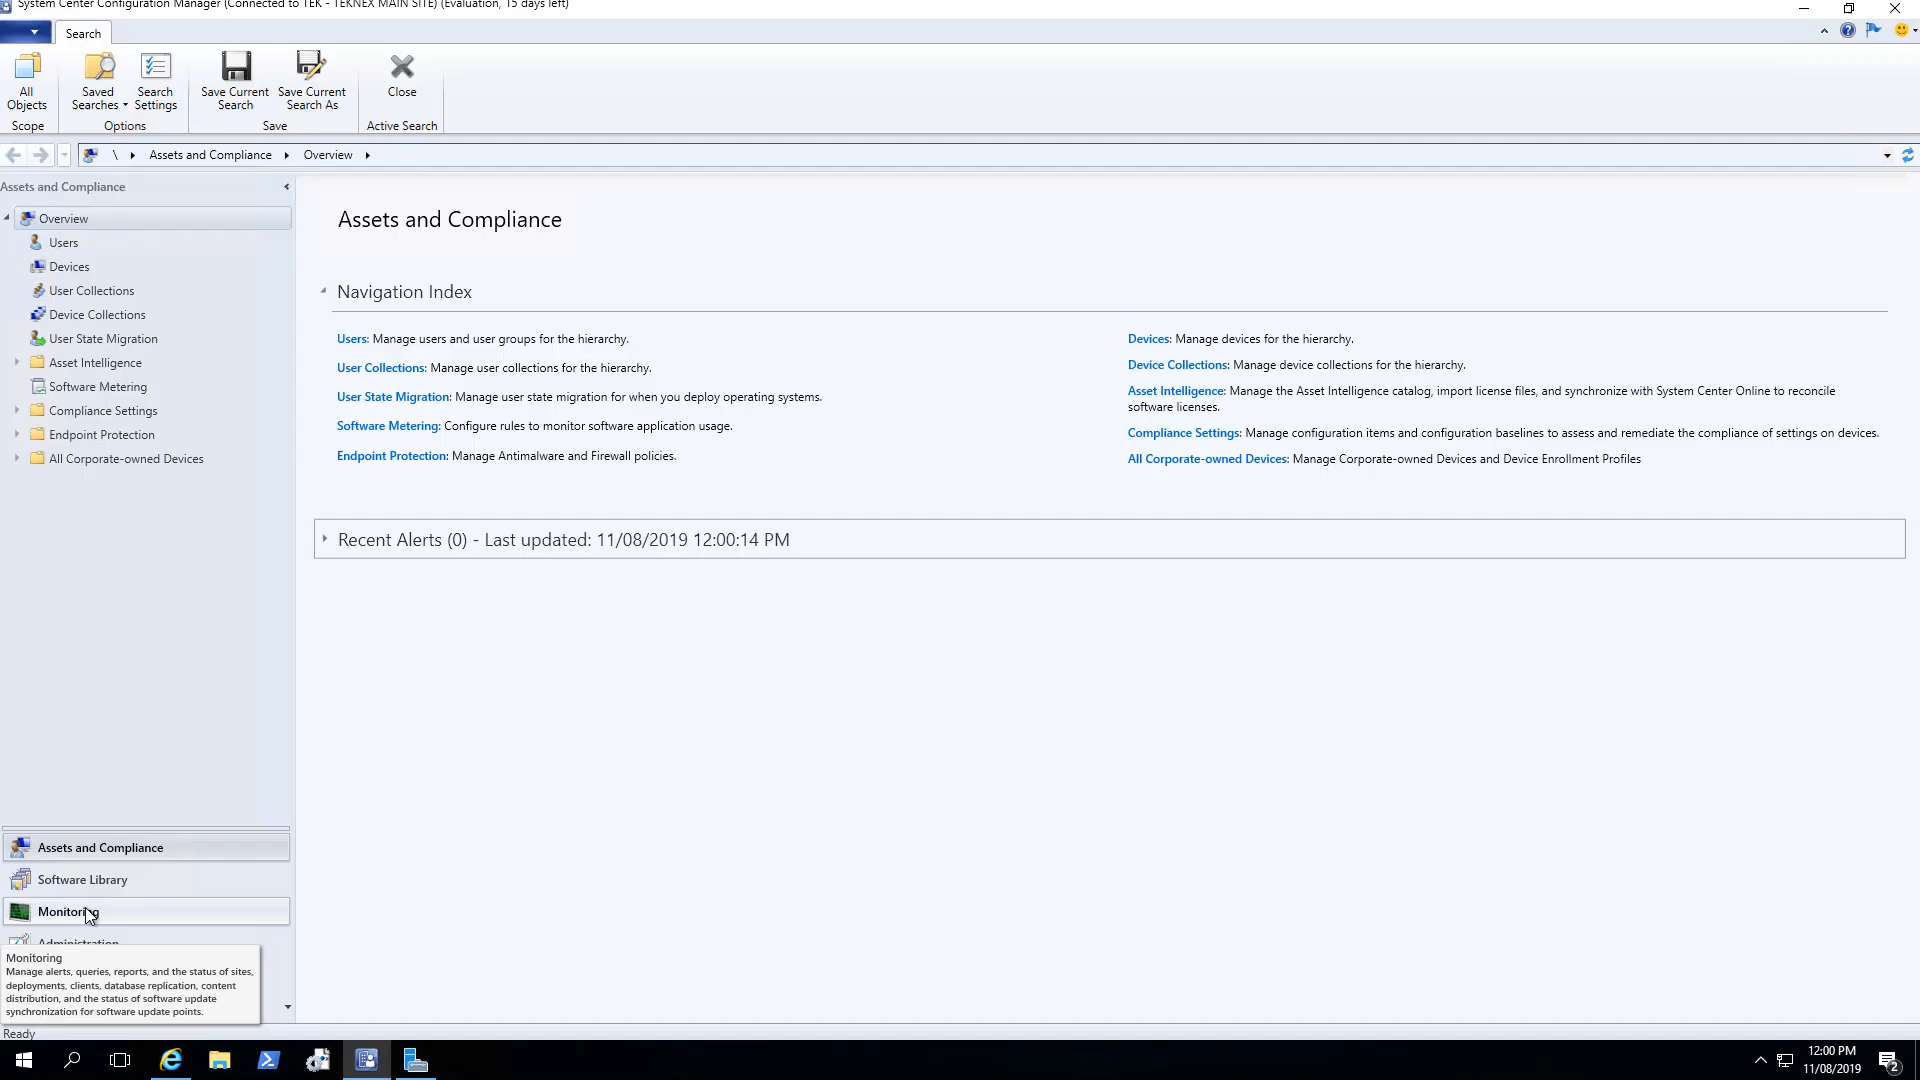 System Center Configuration Manager (Connected to TEK - TEKNEX MAIN SITE) (Evaluation, 15 days left)
Search
All Objects
Saved Searches
Search Settings
Save Current Search
Save Current Search As
Close
Scope
Options
Save
Active Search
\ Assets and Compliance Overview
Assets and Compliance
Overview
Users
Devices
User Collections
Device Collections
User State Migration
Asset Intelligence
Software Metering
Compliance Settings
Endpoint Protection
All Corporate-owned Devices
Assets and Compliance
Navigation Index
Users: Manage users and user groups for the hierarchy.
User Collections: Manage user collections for the hierarchy.
User State Migration: Manage user state migration for when you deploy operating systems.
Software Metering: Configure rules to monitor software application usage.
Endpoint Protection: Manage Antimalware and Firewall policies.
Devices: Manage devices for the hierarchy.
Device Collections: Manage device collections for the hierarchy.
Asset Intelligence: Manage the Asset Intelligence catalog, import license files, and synchronize with System Center Online to reconcile
software licenses.
Compliance Settings: Manage configuration items and configuration baselines to assess and remediate the compliance of settings on devices.
All Corporate-owned Devices: Manage Corporate-owned Devices and Device Enrollment Profiles
Recent Alerts (0) - Last updated: 11/08/2019 12:00:14 PM
Assets and Compliance
Software Library
Monitoring
Administration
Monitoring
Manage alerts, queries, reports, and the status of sites,
deployments, clients, database replication, content
distribution, and the status of software update
synchronization for software update points.
Ready
12:00 PM
11/08/2019
2